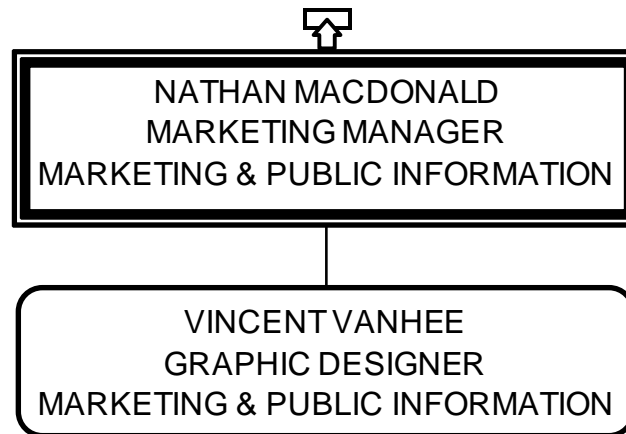 NATHAN MACDONALD
MARKETING MANAGER
MARKETING & PUBLIC INFORMATION
VINCENT VANHEE
GRAPHIC DESIGNER
MARKETING & PUBLIC INFORMATION